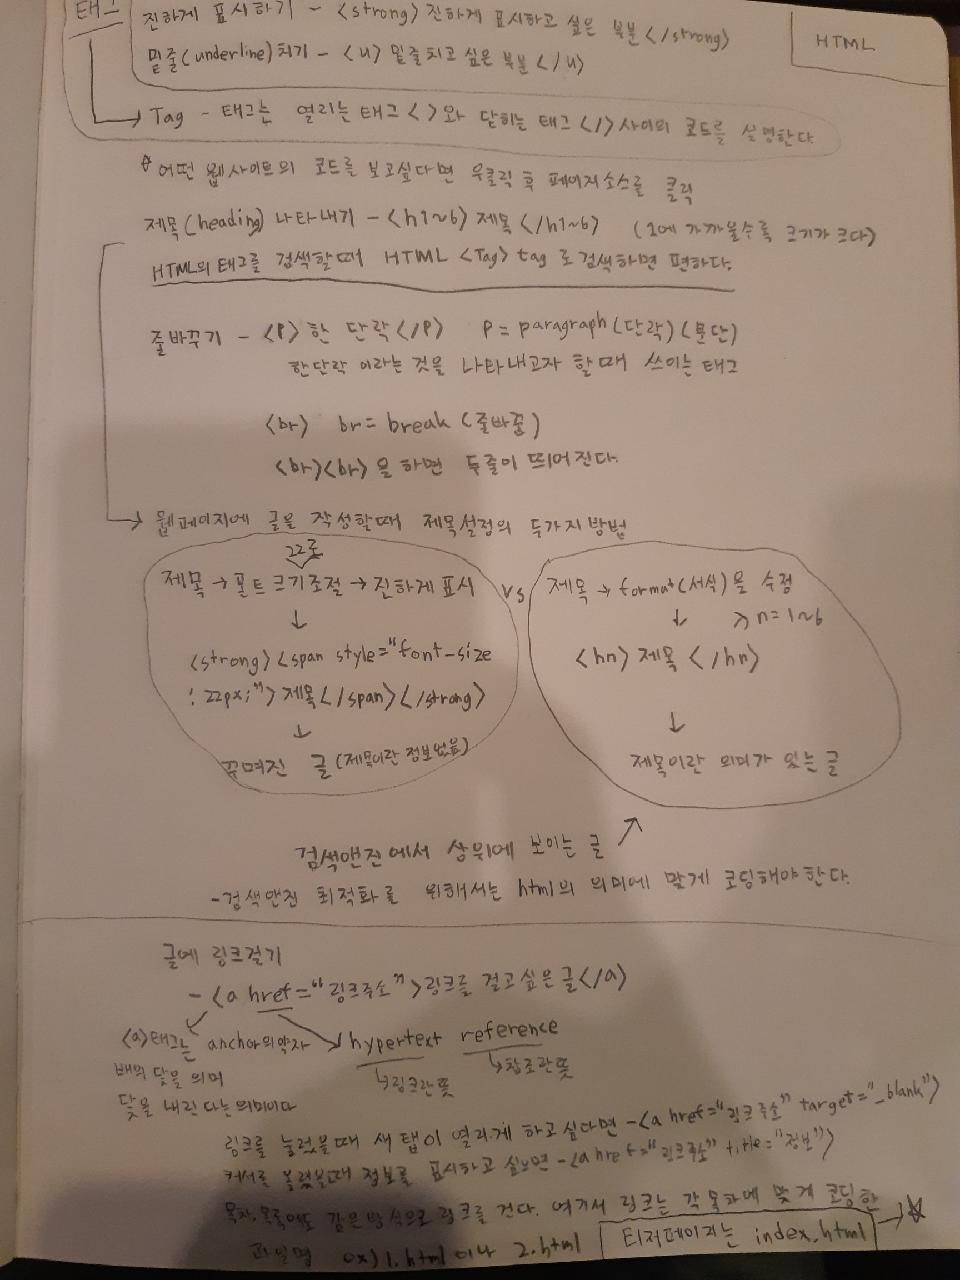 태그
HTML
진하게 표시하기 - <strong>진하게 표시하고 싶은 부분</strong>
밑줄(underline)치기 - <u> 밑줄치고 싶은 부분</u>
Tag - 태그는 열리는 태그< >와 닫히는 태그</>사이의 코드를 설명한다.
☆어떤 웹사이트의 코드를 보고싶다면 우클릭 후 페이지소스를 클릭
제목(heading) 나타내기 - <h1~6> 제목 </h1~6> (1에 가까울수록 크기가 크다)
HTML의 태그를 검색할때 HTML <Tag> tag 로 검색하면 편하다.
줄바꾸기 - <P> 한 단락</P> P = paragraph(단락)(문단)
한단락 이라는 것을 나타내고자 할때 쓰이는 태그
<br> br = break (줄바꿈)
<br><br>을 하면 두줄이 띄어진다.
웹페이지에 글을 작성할때 제목설정의 두가지방법
22로
제목→폰트크기조절→진하게 표시
↓
<strong><span style="font-size
: 22px;">제목</span></strong>
↓
꾸며진 글(제목이란 정보없음)
vs
제목→format(서식)을 수정
↓ n=1~6
<hn> 제목 </hn>
↓
제목이란 의미가 있는 글
검색엔진에서 상위에 보이는 글
-검색엔진 최적화를 위해서는 html의 의미에 맞게 코딩해야 한다.
글에 링크걸기
- <a href="링크주소">링크를 걸고싶은글</a>
<a>태그는 anchor의약자
배의 닻을 의미
닻을 내린다는의미이다
hypertext reference
↳링크란뜻 ↳참조란뜻
링크를 눌렀을때 새 탭이 열리게 하고싶다면 - <a href="링크주소" target="_blank">
커서를 올렸을때 정보를 표시하고 싶으면 - <a href="링크주소" title="정보">
목차,목록에도 같은방식으로 링크를 건다. 여기서 링크는 각 목차에 맞게 코딩한
파일명 ex) 1.html 이나 2.html
티저페이지는 index.html →☆